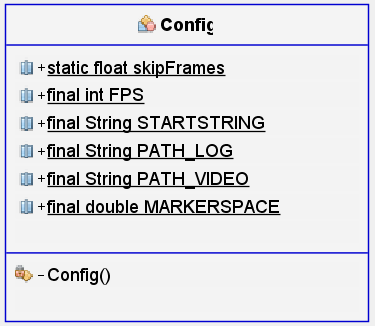 Config
+static float skipFrames
+final int FPS
+final String STARTSTRING
+final String PATH_LOG
+final String PATH_VIDEO
+final double MARKERSPACE
-Config()